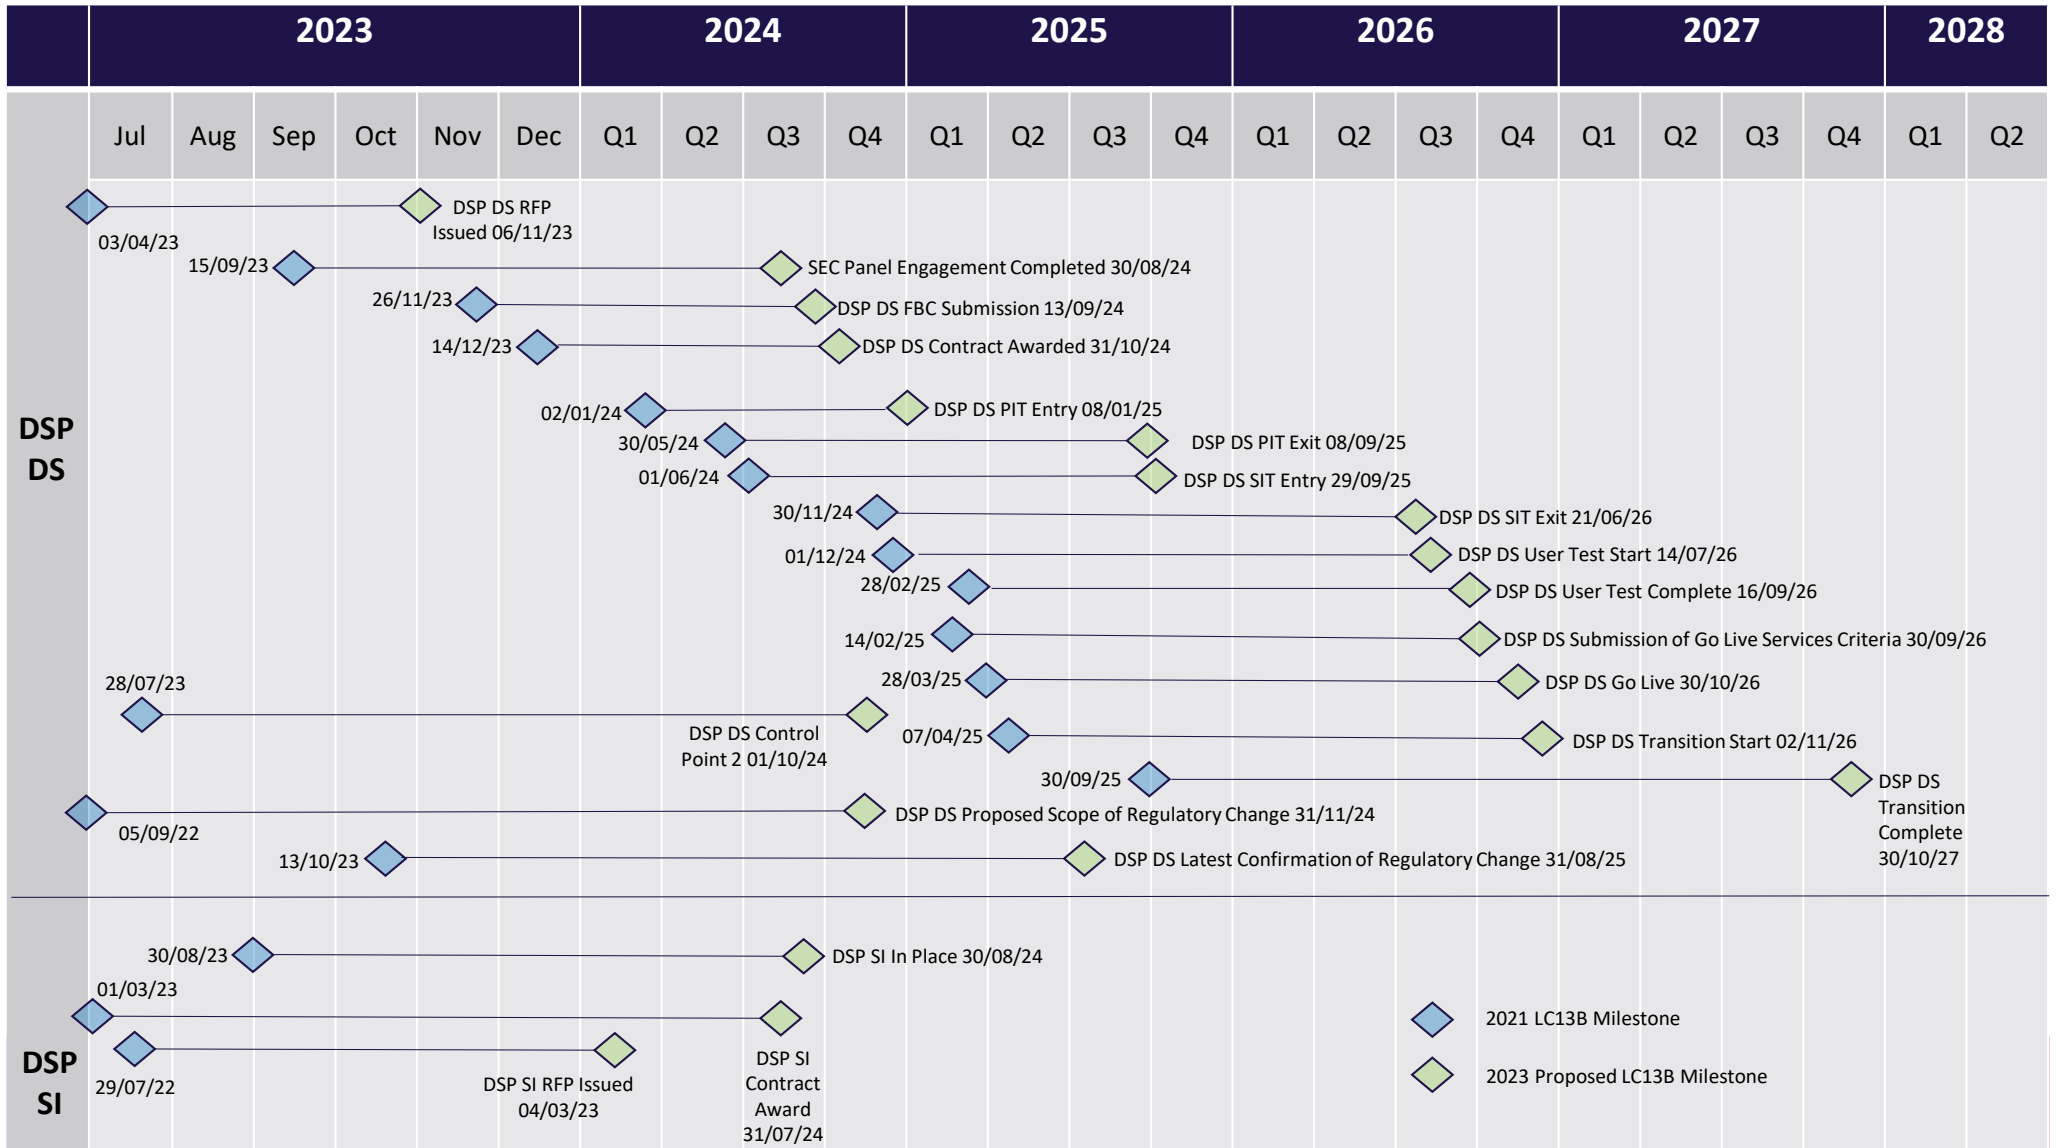 2023 2024 2025 2026 2027 2028
Jul Aug Sep Oct Nov Dec Q1 Q2 Q3 Q4 Q1 Q2 Q3 Q4 Q1 Q2 Q3 Q4 Q1 Q2 Q3 Q4 Q1 Q2
DSP
DS
03/04/23
DSP DS RFP
Issued 06/11/23
15/09/23
SEC Panel Engagement Completed 30/08/24
26/11/23
DSP DS FBC Submission 13/09/24
14/12/23
DSP DS Contract Awarded 31/10/24
02/01/24
DSP DS PIT Entry 08/01/25
30/05/24
DSP DS PIT Exit 08/09/25
01/06/24
DSP DS SIT Entry 29/09/25
30/11/24
DSP DS SIT Exit 21/06/26
01/12/24
DSP DS User Test Start 14/07/26
28/02/25
DSP DS User Test Complete 16/09/26
14/02/25
DSP DS Submission of Go Live Services Criteria 30/09/26
28/03/25
DSP DS Go Live 30/10/26
28/07/23
DSP DS Control
Point 2 01/10/24
07/04/25
DSP DS Transition Start 02/11/26
30/09/25
DSP DS
Transition
Complete
30/10/27
05/09/22
DSP DS Proposed Scope of Regulatory Change 31/11/24
13/10/23
DSP DS Latest Confirmation of Regulatory Change 31/08/25
DSP
SI
30/08/23
DSP SI In Place 30/08/24
01/03/23
DSP SI
Contract
Award
31/07/24
29/07/22
DSP SI RFP Issued
04/03/23
2021 LC13B Milestone
2023 Proposed LC13B Milestone